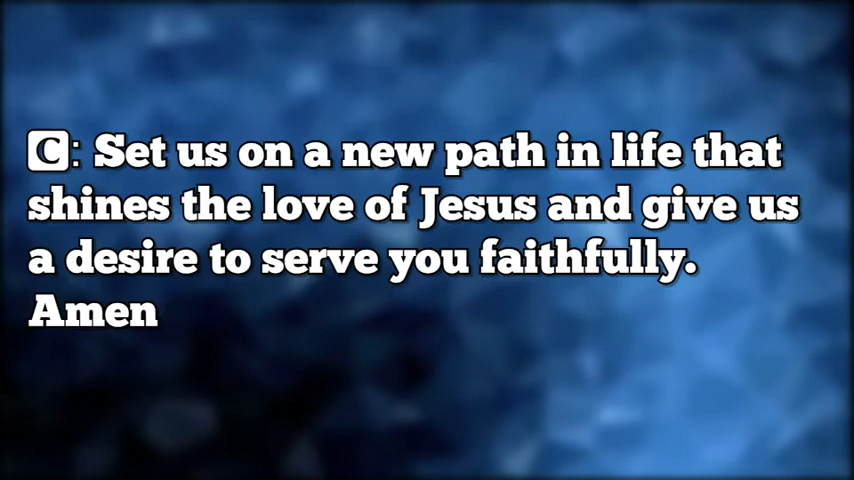 C: Set us on a new path in life that
shines the love of Jesus and give us
a desire to serve you faithfully.
Amen